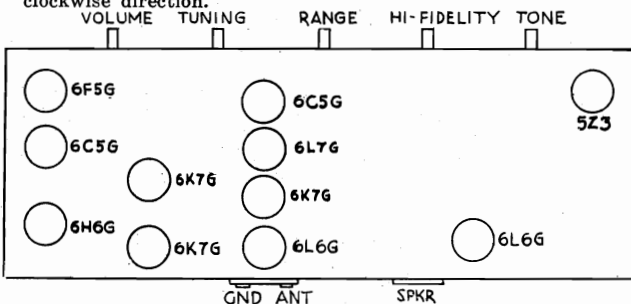 clockwise direction.
VOLUME TUNING RANGE HI-FIDELITY TONE
6F5G 6C5G 5Z3
6C5G 6L7G
6K7G 6K7G
6H6G
6K7G 6L6G 6L6G
GND ANT SPKR